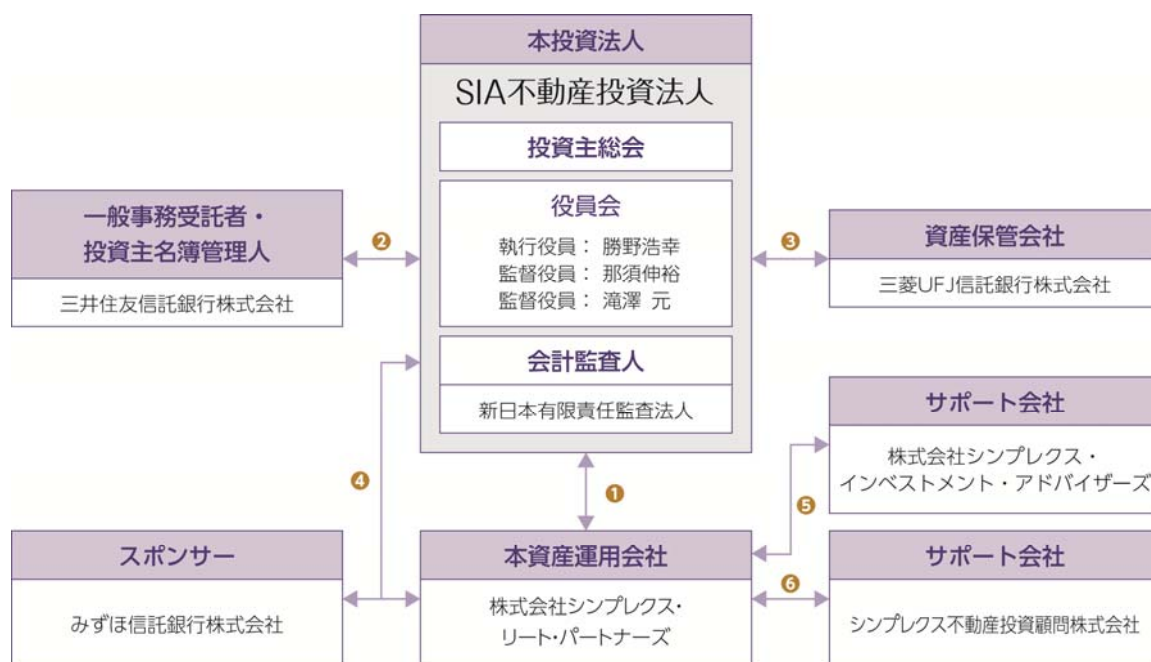 本投資法人
SIA不動産投資法人
投資主総会
役員会
執行役員： 勝野浩幸
監督役員： 那須伸裕
監督役員： 滝澤 元
会計監査人
新日本有限責任監査法人
一般事務受託者・
投資主名簿管理人
三井住友信託銀行株式会社
❷
❸
資産保管会社
三菱UFJ信託銀行株式会社
サポート会社
株式会社シンプレクス・
インベストメント・アドバイザーズ
❹
❶
❺
スポンサー
みずほ信託銀行株式会社
本資産運用会社
株式会社シンプレクス・
リート・パートナーズ
❻
サポート会社
シンプレクス不動産投資顧問株式会社